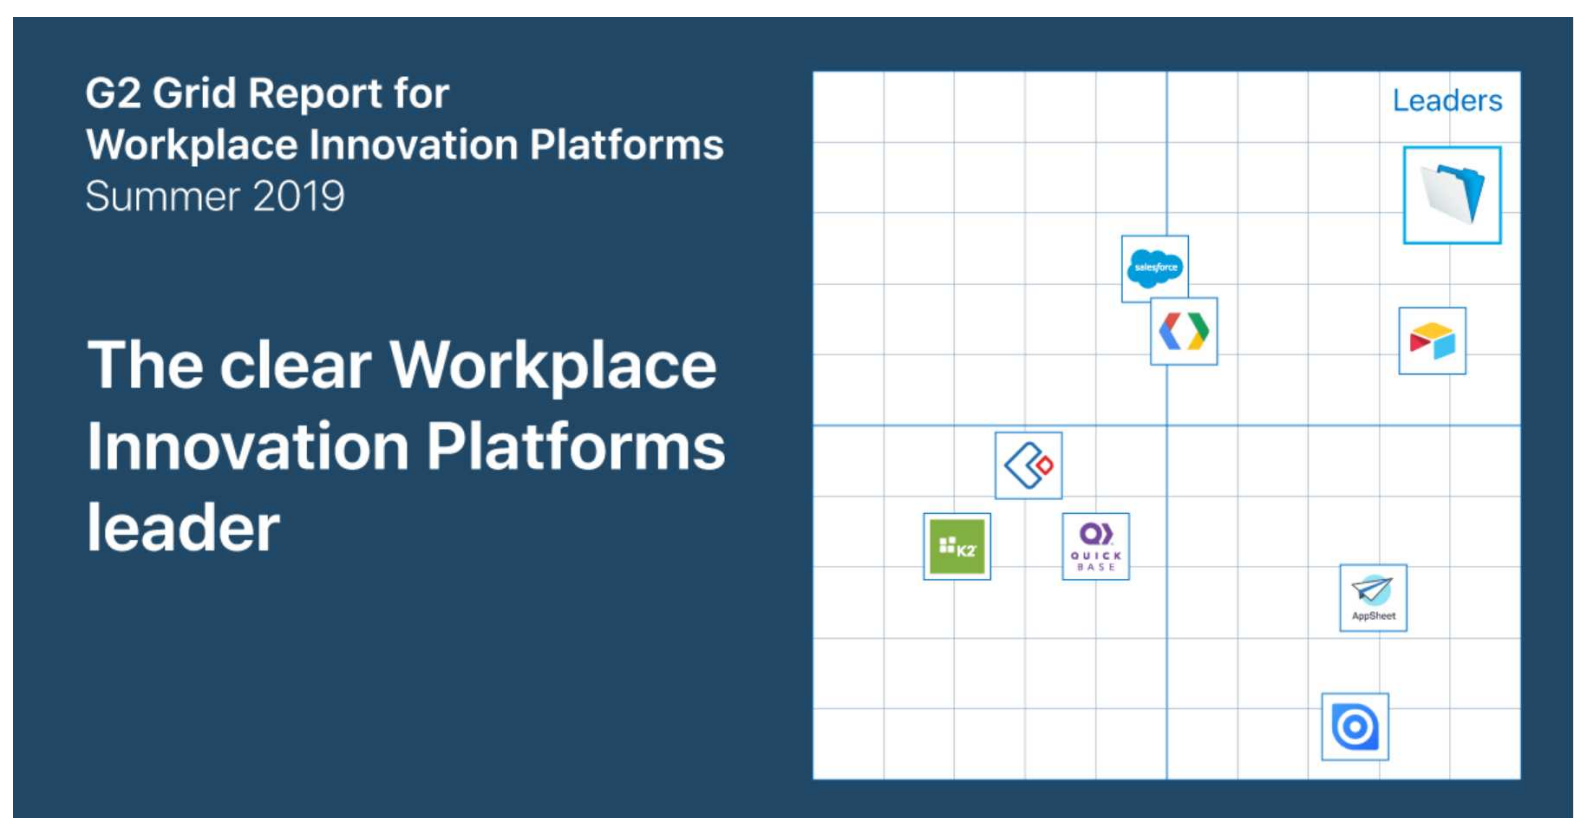 G2 Grid Report for
Workplace Innovation Platforms
Summer 2019
The clear Workplace
Innovation Platforms
leader
Leaders
salesforce
K2
QUICK
BASE
AppSheet